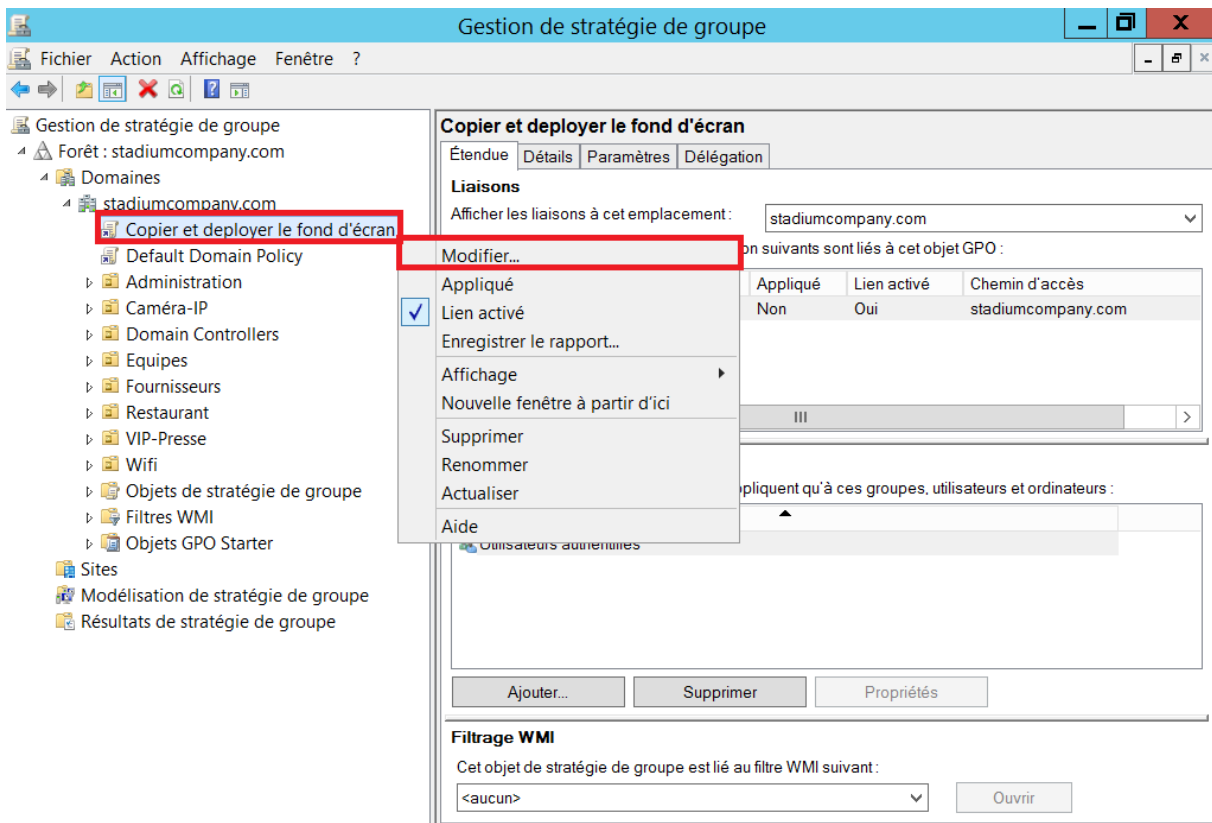 Gestion de stratégie de groupe
Fichier Action Affichage Fenêtre ?
Gestion de stratégie de groupe
Forêt : stadiumcompany.com
Domaines
stadiumcompany.com
Copier et deployer le fond d'écran
Default Domain Policy
Administration
Caméra-IP
Domain Controllers
Equipes
Fournisseurs
Restaurant
VIP-Presse
Wifi
Objets de stratégie de groupe
Filtres WMI
Objets GPO Starter
Sites
Modélisation de stratégie de groupe
Résultats de stratégie de groupe
Modifier...
Appliqué
Lien activé
Enregistrer le rapport...
Affichage
Nouvelle fenêtre à partir d'ici
Supprimer
Renommer
Actualiser
Aide
Copier et deployer le fond d'écran
Étendue Détails Paramètres Délégation
Liaisons
Afficher les liaisons à cet emplacement : stadiumcompany.com
suivants sont liés à cet objet GPO :
Appliqué Lien activé Chemin d'accès
Non Oui stadiumcompany.com
qu'à ces groupes, utilisateurs et ordinateurs :
Utilisateurs authentifiés
Ajouter... Supprimer Propriétés
Filtrage WMI
Cet objet de stratégie de groupe est lié au filtre WMI suivant :
<aucun> Ouvrir